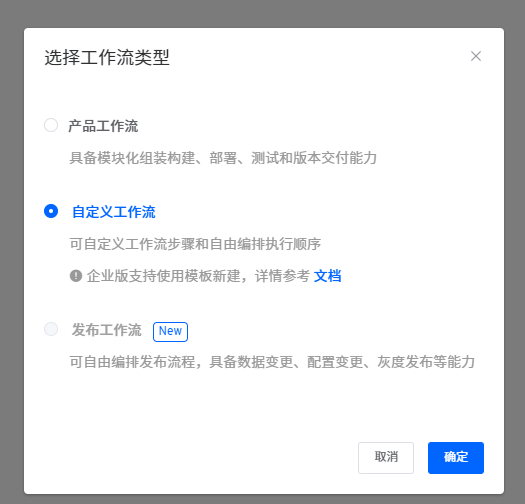 选择工作流类型
产品工作流
具备模块化组装构建、部署、测试和版本交付能力
自定义工作流
可自定义工作流步骤和自由编排执行顺序
企业版支持使用模板新建，详情参考 文档
发布工作流 New
可自由编排发布流程，具备数据变更、配置变更、灰度发布等能力
取消 确定